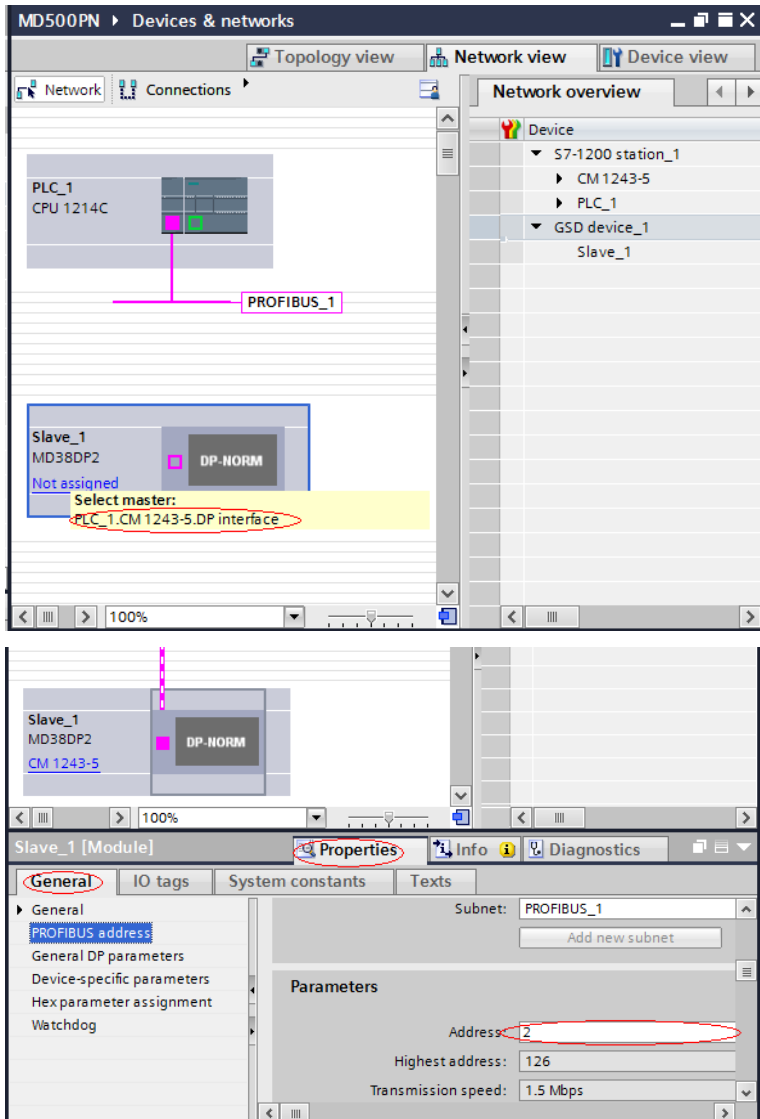 MD500PN ▸ Devices & networks
Topology view
Network view
Device view
Network
Connections
Network overview
Device
S7-1200 station_1
CM 1243-5
PLC_1
GSD device_1
Slave_1
PLC_1
CPU 1214C
PROFIBUS_1
Slave_1
MD38DP2
DP-NORM
Not assigned
Select master:
PLC_1.CM 1243-5.DP interface
100%
Slave_1
MD38DP2
DP-NORM
CM 1243-5
100%
Slave_1 [Module]
Properties
Info
Diagnostics
General
IO tags
System constants
Texts
General
PROFIBUS address
General DP parameters
Device-specific parameters
Hex parameter assignment
Watchdog
Subnet: PROFIBUS_1
Add new subnet
Parameters
Address: 2
Highest address: 126
Transmission speed: 1.5 Mbps